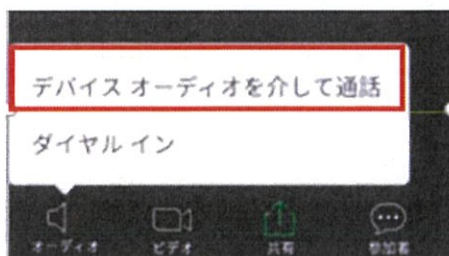 デバイス オーディオを介して通話
ダイヤル イン
オーディオ
ビデオ
共有
参加者